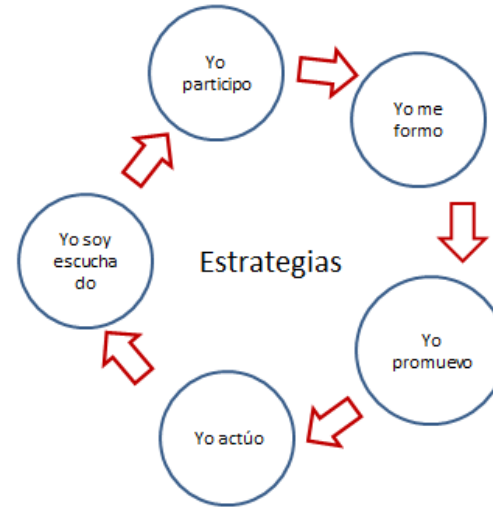 Yo
participo
Yo me
formo
Yo
promuevo
Yo actúo
Yo soy
escucha
do
Estrategias